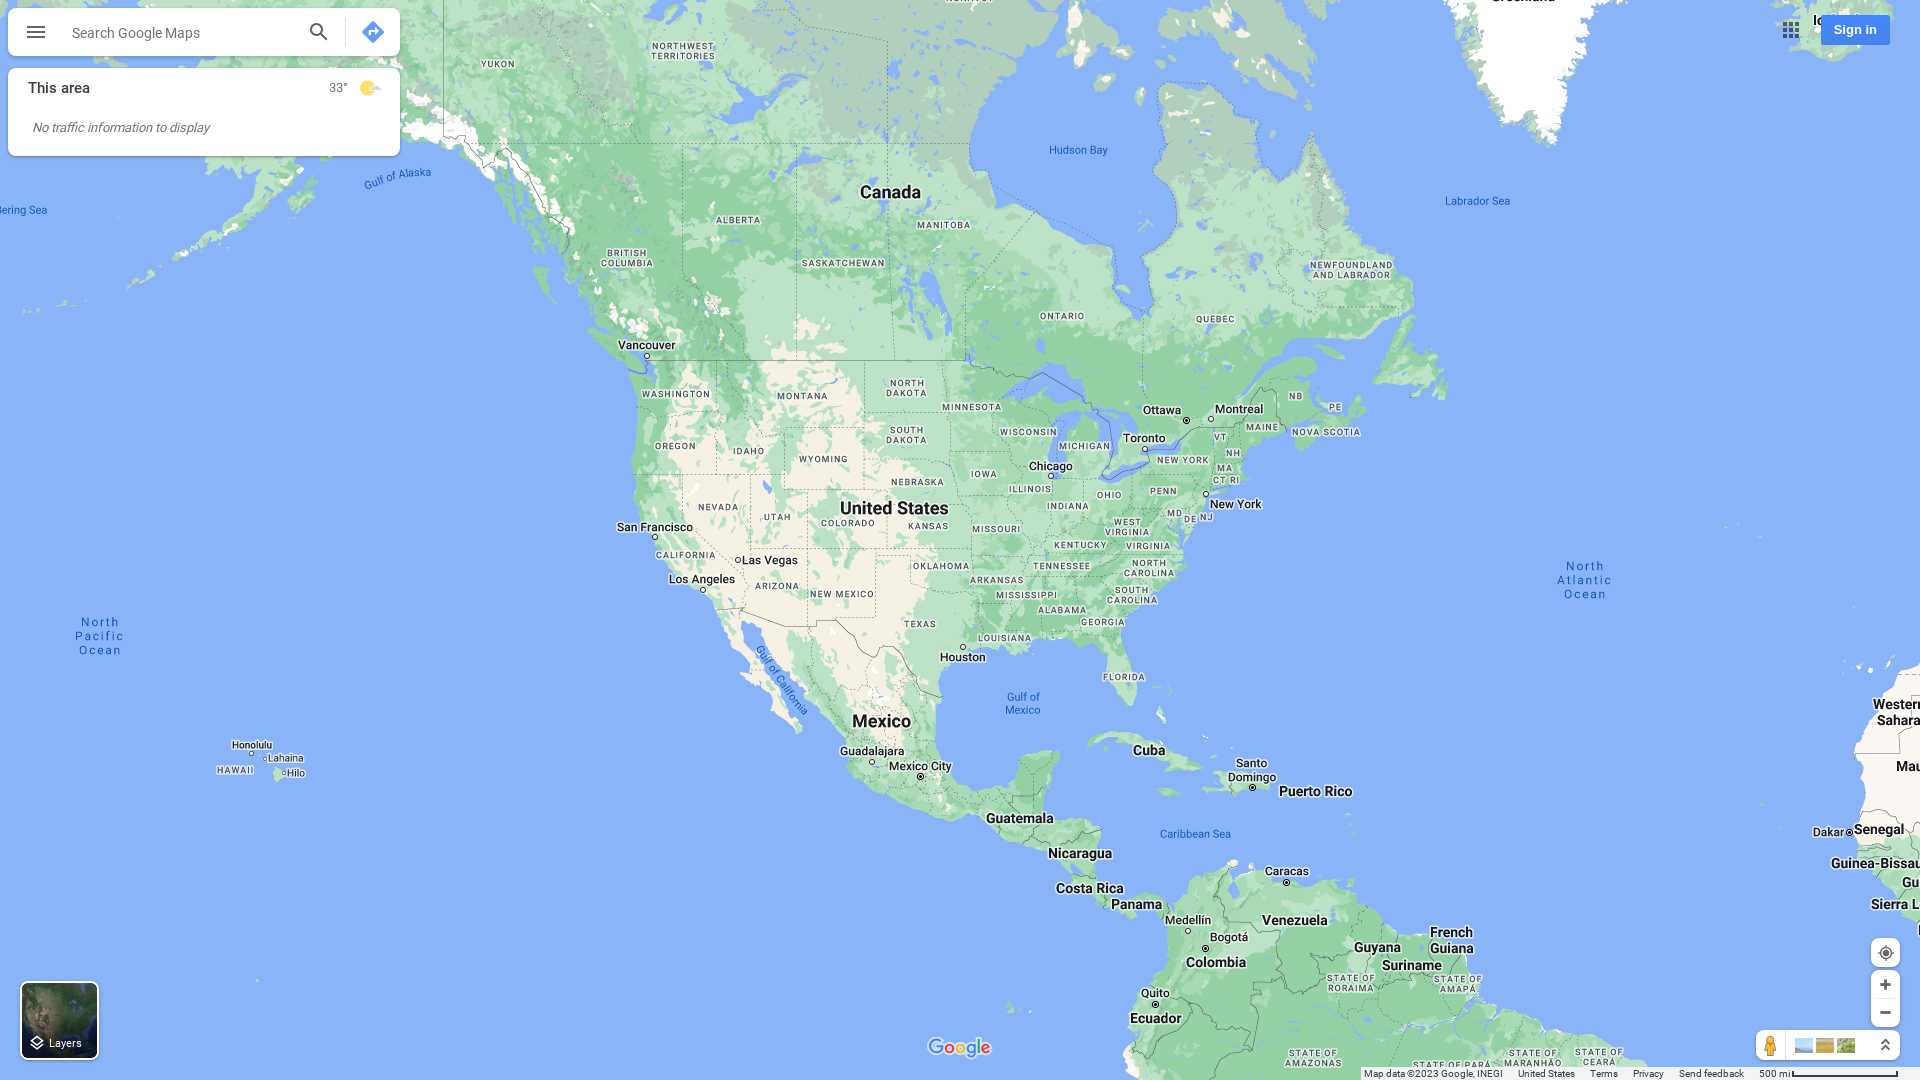 Search Google Maps
Sign in
This area
33°
No traffic information to display
NORTHWEST
TERRITORIES
YUKON
Gulf of Alaska
Hudson Bay
Canada
Labrador Sea
Bering Sea
ALBERTA
MANITOBA
BRITISH
COLUMBIA
SASKATCHEWAN
NEWFOUNDLAND
AND LABRADOR
ONTARIO
QUEBEC
Vancouver
WASHINGTON
MONTANA
NORTH
DAKOTA
MINNESOTA
NB
PE
Ottawa
Montreal
MAINE
NOVA SCOTIA
OREGON
IDAHO
SOUTH
DAKOTA
WISCONSIN
MICHIGAN
Toronto
VT
NH
WYOMING
Chicago
NEW YORK
MA
CT RI
IOWA
NEBRASKA
ILLINOIS
OHIO
PENN
NEVADA
United States
INDIANA
New York
UTAH
COLORADO
KANSAS
MISSOURI
WEST
VIRGINIA
MD
DE
NJ
San Francisco
CALIFORNIA
Las Vegas
KENTUCKY
VIRGINIA
OKLAHOMA
TENNESSEE
NORTH
CAROLINA
Los Angeles
ARIZONA
NEW MEXICO
ARKANSAS
MISSISSIPPI
SOUTH
CAROLINA
ALABAMA
GEORGIA
TEXAS
LOUISIANA
North
Atlantic
Ocean
North
Pacific
Ocean
Houston
Gulf of California
FLORIDA
Gulf of
Mexico
Mexico
Western
Sahara
Honolulu
Lahaina
HAWAII
Hilo
Guadalajara
Mexico City
Cuba
Santo
Domingo
Puerto Rico
Mau
Guatemala
Caribbean Sea
Dakar
Senegal
Nicaragua
Guinea-Bissau
Caracas
Costa Rica
Panama
Gu
Sierra L
Medellín
Venezuela
Bogotá
Colombia
French
Guiana
Guyana
Suriname
STATE OF
RORAIMA
STATE OF
AMAPÁ
Quito
Ecuador
Layers
Google
STATE OF
AMAZONAS
STATE OF PARÁ
STATE OF
MARANHÃO
STATE OF
CEARÁ
Map data ©2023 Google, INEGI
United States
Terms
Privacy
Send feedback
500 mi